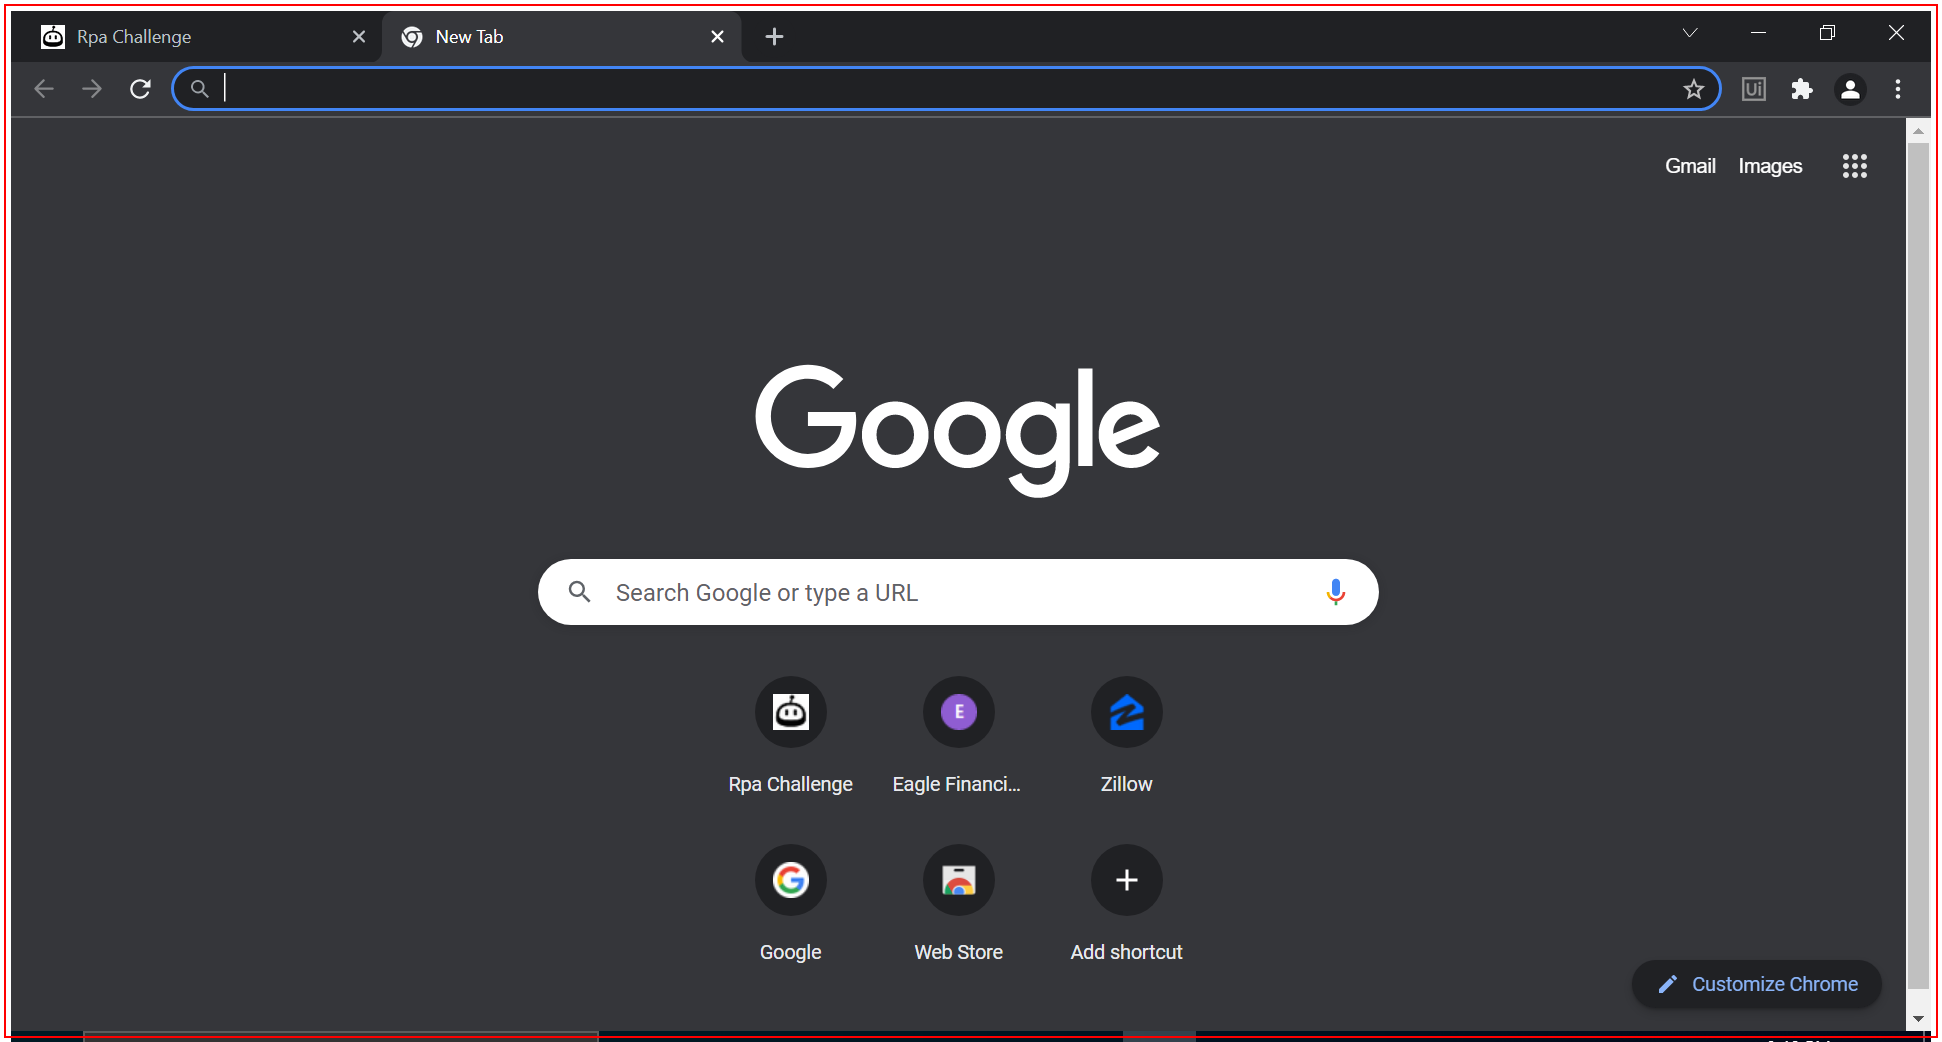 Rpa Challenge
New Tab
Ui
Gmail Images
Google
Search Google or type a URL
E
Rpa Challenge Eagle Financi... Zillow
Google Web Store Add shortcut
Customize Chrome